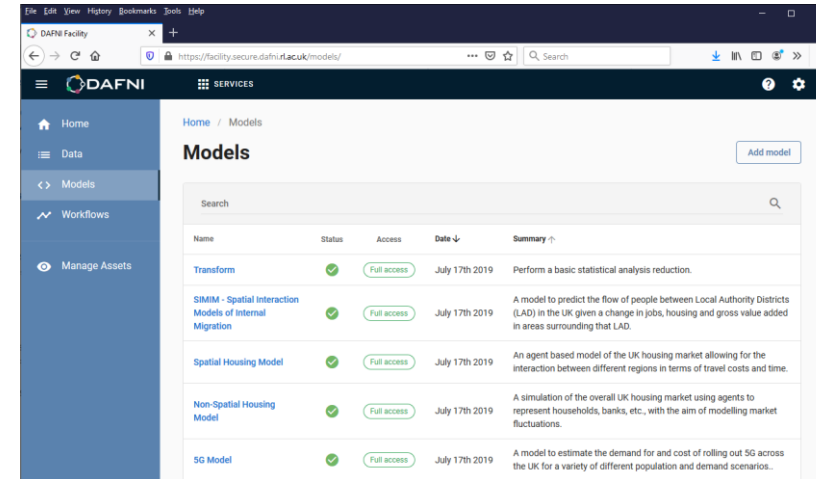 File Edit View History Bookmarks Tools Help
DAFNI Facility
https://facility.secure.dafni.rl.ac.uk/models/
Search
DAFNI
SERVICES
Home
Data
Models
Workflows
Manage Assets
Home / Models
Models
Add model
Search
Name Status Access Date Summary
Transform Full access July 17th 2019 Perform a basic statistical analysis reduction.
SIMIM - Spatial Interaction
Models of Internal
Migration
Full access July 17th 2019
A model to predict the flow of people between Local Authority Districts
(LAD) in the UK given a change in jobs, housing and gross value added
in areas surrounding that LAD.
Spatial Housing Model Full access July 17th 2019
An agent based model of the UK housing market allowing for the
interaction between different regions in terms of travel costs and time.
Non-Spatial Housing
Model
Full access July 17th 2019
A simulation of the overall UK housing market using agents to
represent households, banks, etc., with the aim of modelling market
fluctuations.
5G Model Full access July 17th 2019
A model to estimate the demand for and cost of rolling out 5G across
the UK for a variety of different population and demand scenarios..